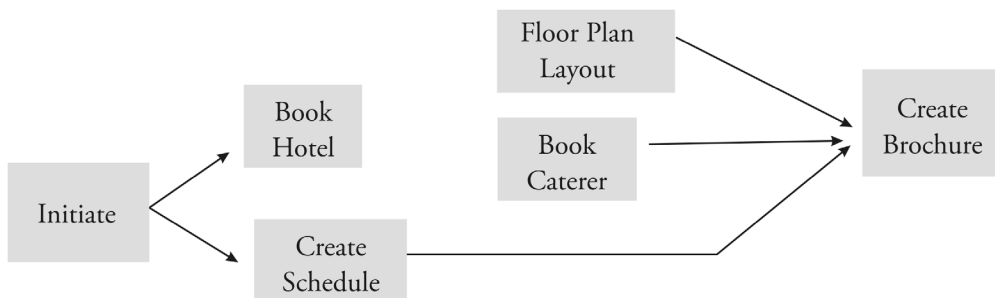 Initiate
Book
Hotel
Create
Schedule
Floor Plan
Layout
Book
Caterer
Create
Brochure